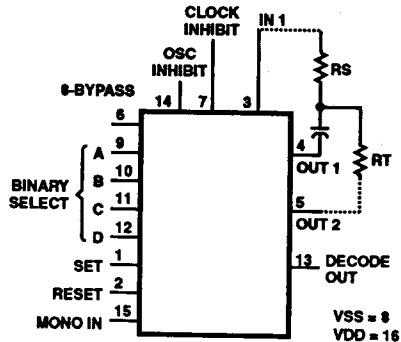 CLOCK
INHIBIT
IN 1
OSC
INHIBIT
RS
8-BYPASS
14
7
3
6
A
9
4
OUT 1
RT
BINARY
SELECT
B
10
C
11
5
OUT 2
D
12
SET
1
13
DECODE
OUT
RESET
2
MONO IN
15
VSS = 8
VDD = 16